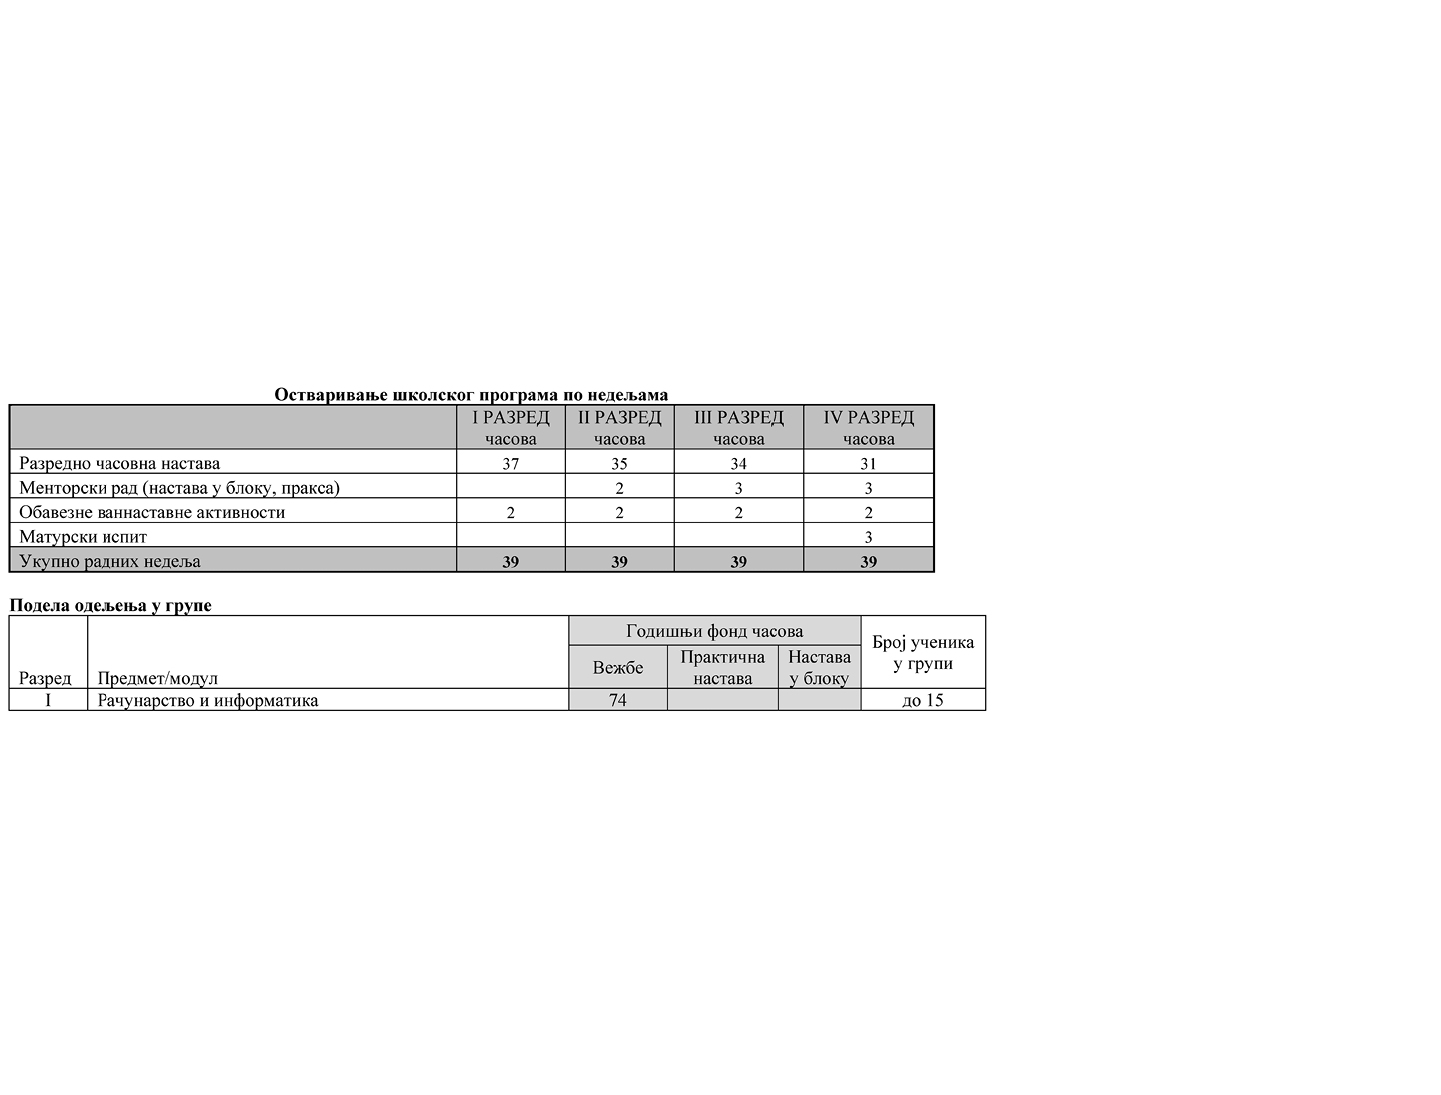 Остваривање школског програма по недељама
I РАЗРЕД часова II РАЗРЕД часова III РАЗРЕД часова IV РАЗРЕД часова
Разредно часовна настава 37 35 34 31
Менторски рад (настава у блоку, пракса) 2 3 3
Обавезне ваннаставне активности 2 2 2 2
Матурски испит 3
Укупно радних недеља 39 39 39 39
Подела одељења у групе
Разред Предмет/модул Годишњи фонд часова Број ученика у групи
Вежбе Практична настава Настава у блоку
I Рачунарство и информатика 74 до 15